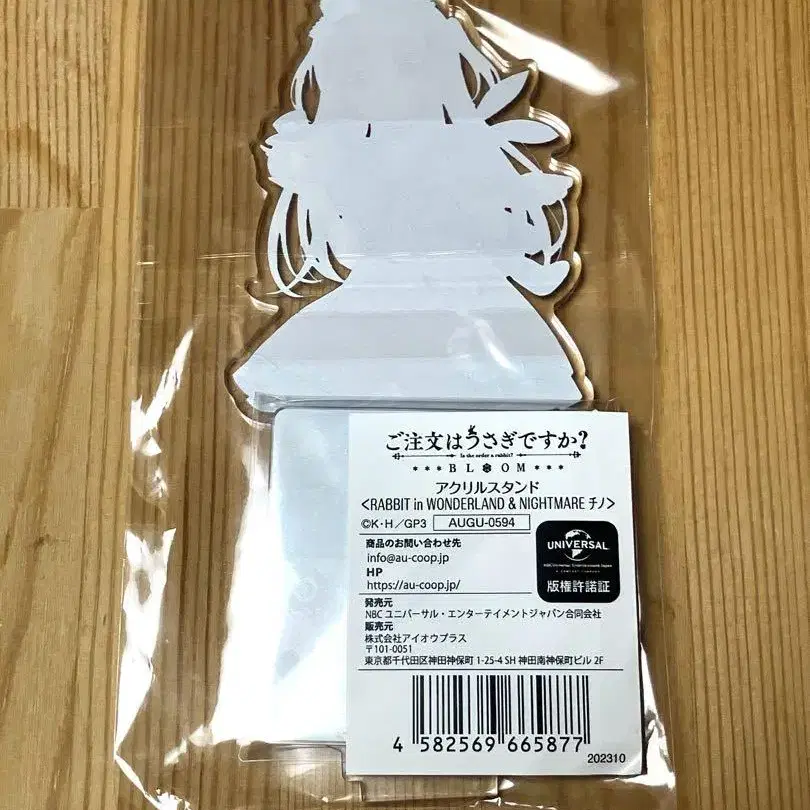 ご注文はうさぎですか?
Is the order a rabbit?
BLOOM
アクリルスタンド
<RABBIT in WONDERLAND & NIGHTMARE チノ>
©K・H/GP3 AUGU-0594
商品のお問い合わせ先
info@au-coop.jp
HP
https://au-coop.jp/
UNIVERSAL
NBC Universal Entertainment Japan
版権許諾証
発売元
NBC ユニバーサル・エンターテイメントジャパン合同会社
販売元
株式会社アイオウプラス
〒101-0051
東京都千代田区神田神保町 1-25-4 SH 神田南神保町ビル 2F
4 582569 665877
202310